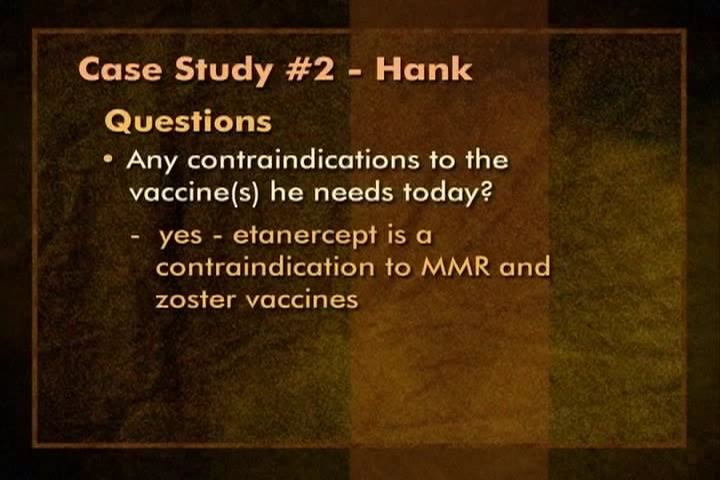 Case Study #2 - Hank
Questions
• Any contraindications to the
vaccine(s) he needs today?
- yes - etanercept is a
contraindication to MMR and
zoster vaccines